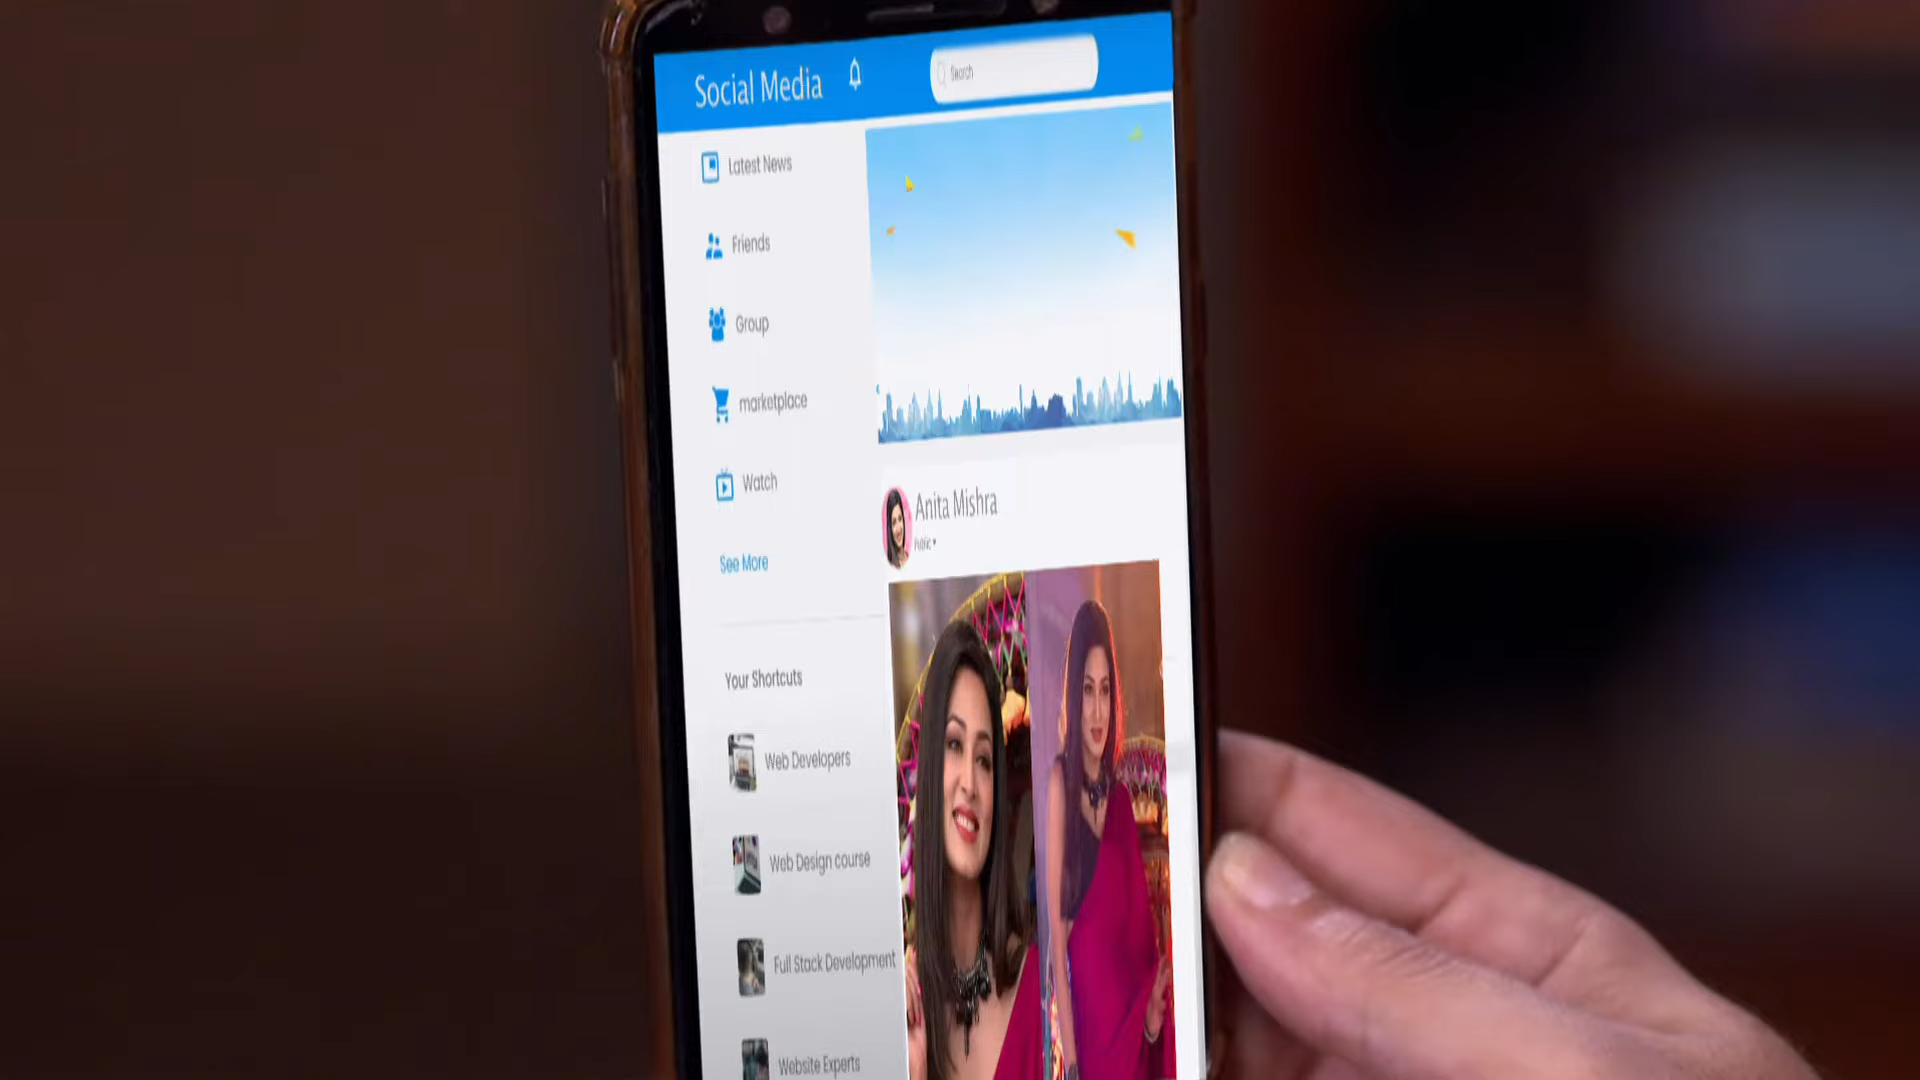 Social Media
Search
Latest News
Friends
Group
marketplace
Watch
See More
Anita Mishra
Public
Your Shortcuts
Web Developers
Web Design course
Full Stack Development
Website Experts